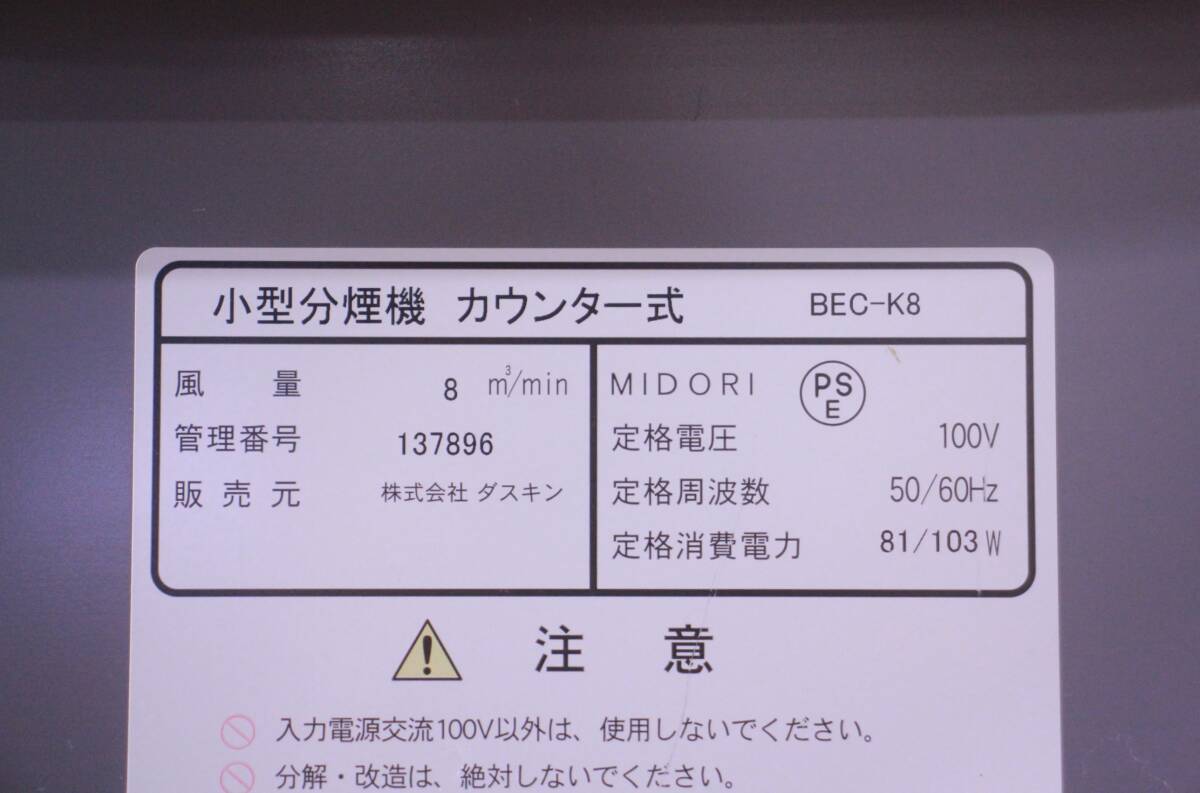 小型分煙機 カウンター式 BEC-K8
風量 8 m³/min
管理番号 137896
販売元 株式会社 ダスキン
MIDORI PSE
定格電圧 100V
定格周波数 50/60Hz
定格消費電力 81/103W
注意
入力電源交流100V以外は、使用しないでください。
分解・改造は、絶対しないでください。